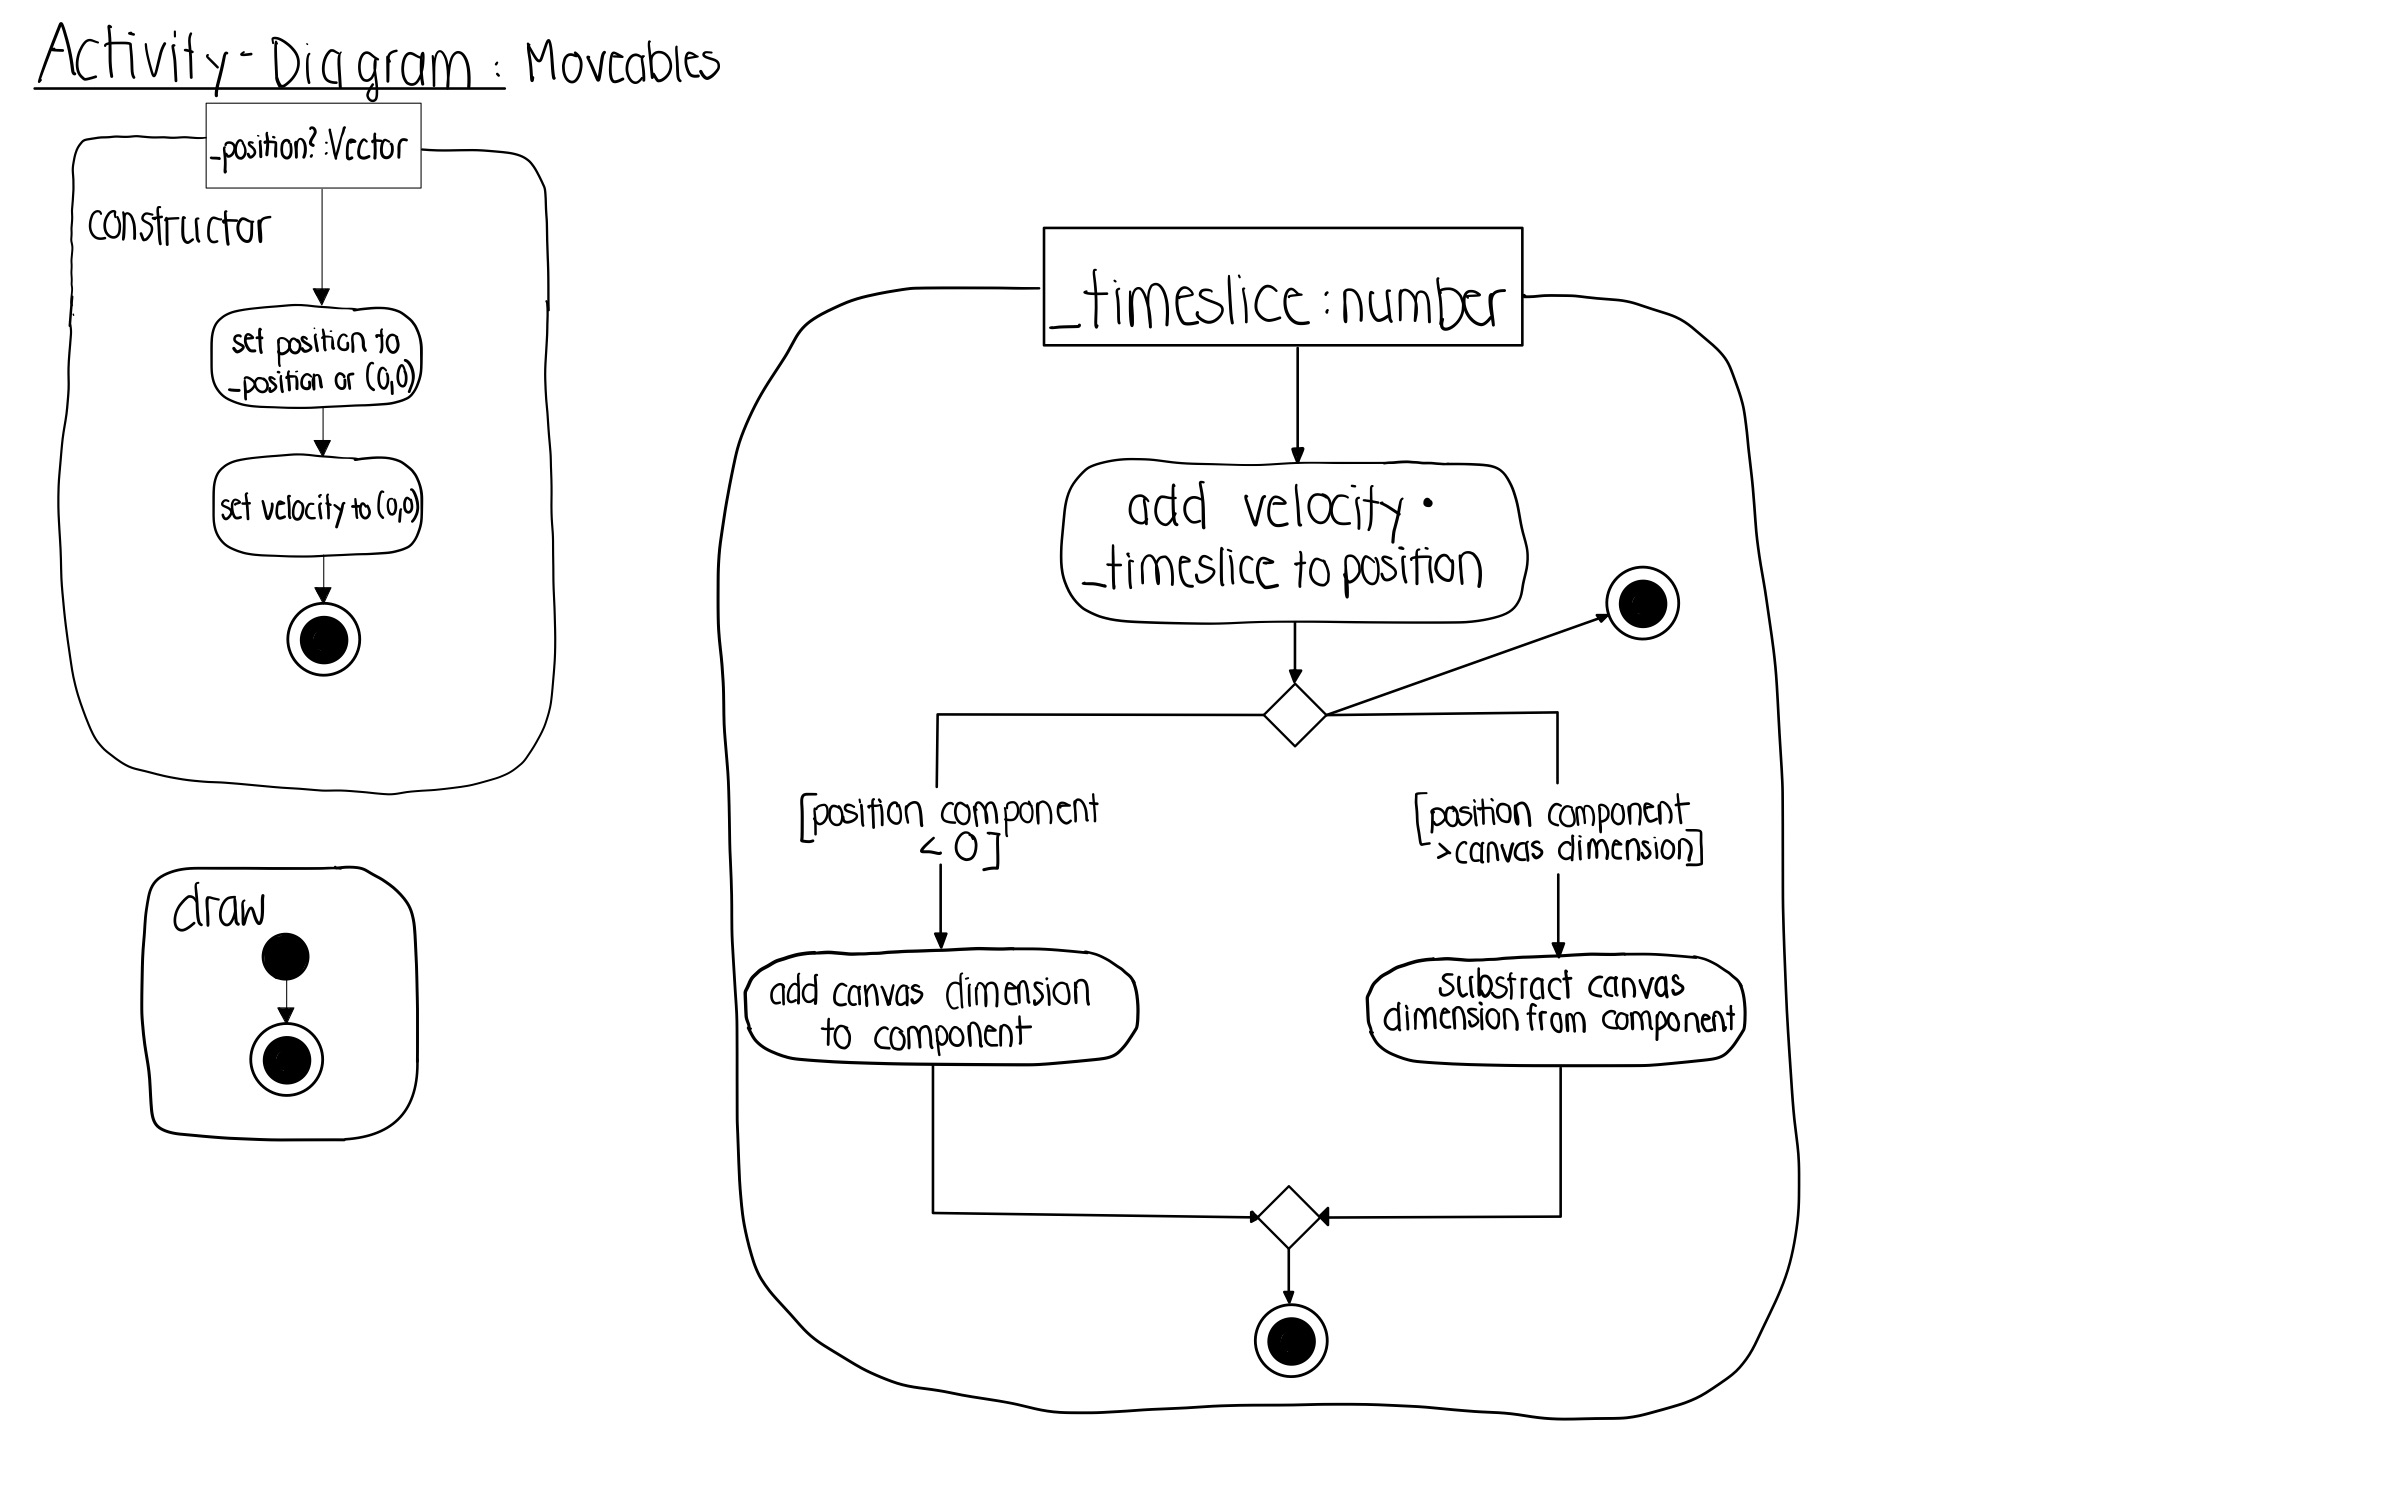 Activity-Diagram: Moveables
_position?:Vector
constructor
set position to
_position or (0,0)
set velocity to (0,0)
draw
_timeslice:number
add velocity •
_timeslice to position
[position component
< 0]
[position component
>canvas dimension]
add canvas dimension
to component
substract canvas
dimension from component